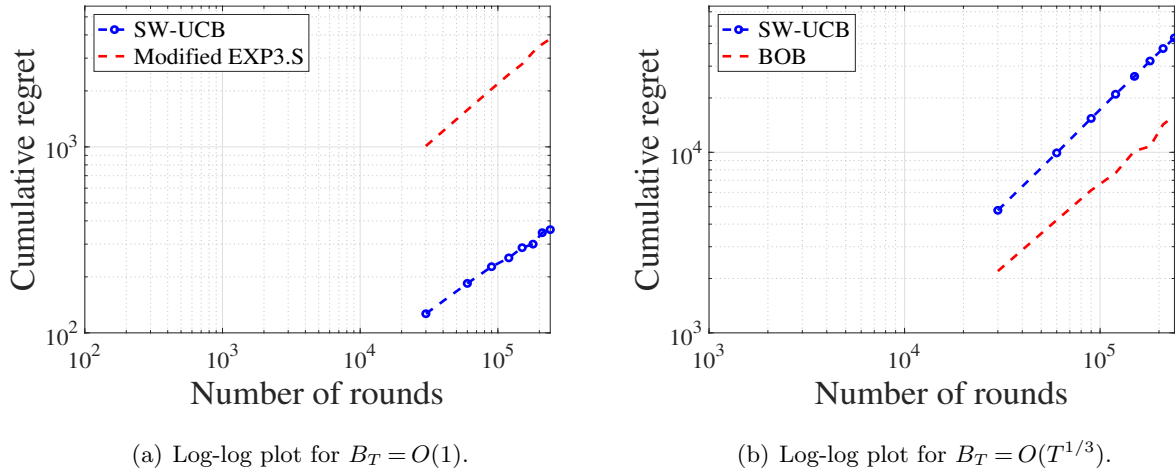 SW-UCB
Modified EXP3.S
Cumulative regret
10^3
10^2
10^2
10^3
10^4
10^5
Number of rounds
(a) Log-log plot for B_T = O(1).
SW-UCB
BOB
Cumulative regret
10^4
10^3
10^3
10^4
10^5
Number of rounds
(b) Log-log plot for B_T = O(T^{1/3}).